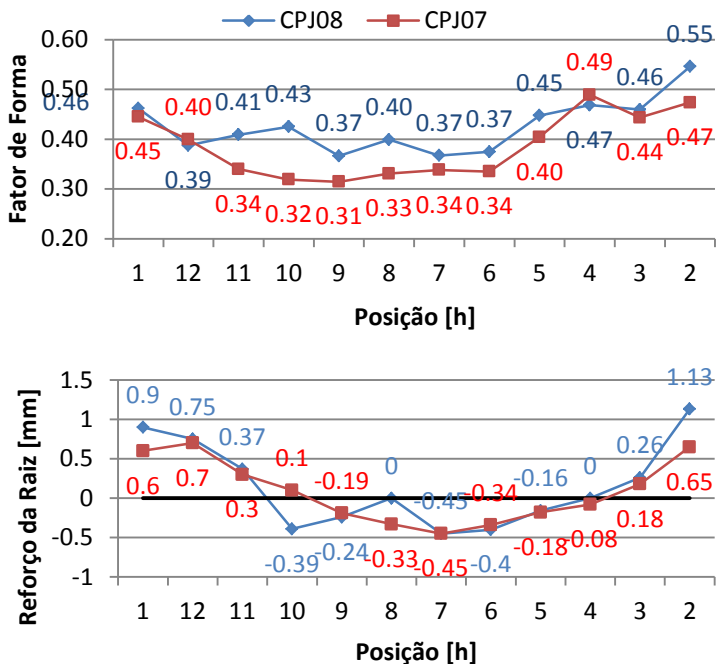 CPJ08 CPJ07
Fator de Forma
0.60
0.50
0.40
0.30
0.20
0.46 0.39 0.41 0.43 0.37 0.40 0.37 0.37 0.45 0.47 0.46 0.55
0.45 0.40 0.34 0.32 0.31 0.33 0.34 0.34 0.40 0.49 0.44 0.47
1 12 11 10 9 8 7 6 5 4 3 2
Posição [h]
Reforço da Raiz [mm]
1.5
1
0.5
0
-0.5
-1
0.9 0.75 0.37 -0.39 -0.24 0 -0.45 -0.4 -0.16 0 0.26 1.13
0.6 0.7 0.3 0.1 -0.19 -0.33 -0.45 -0.34 -0.18 -0.08 0.18 0.65
1 12 11 10 9 8 7 6 5 4 3 2
Posição [h]